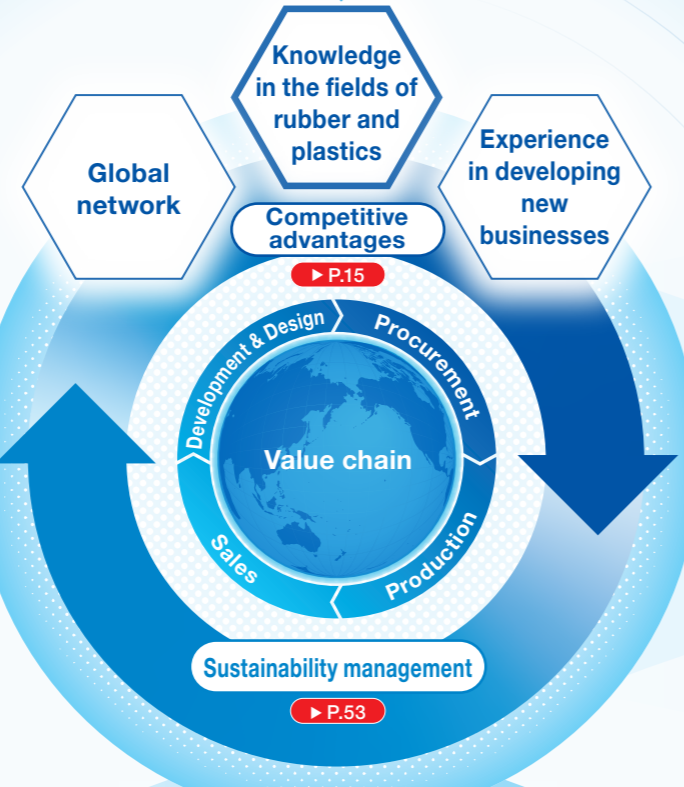 Knowledge
in the fields of
rubber and
plastics
Global
network
Experience
in developing
new
businesses
Competitive
advantages
▶ P.15
Development & Design
Procurement
Value chain
Sales
Production
Sustainability management
▶ P.53